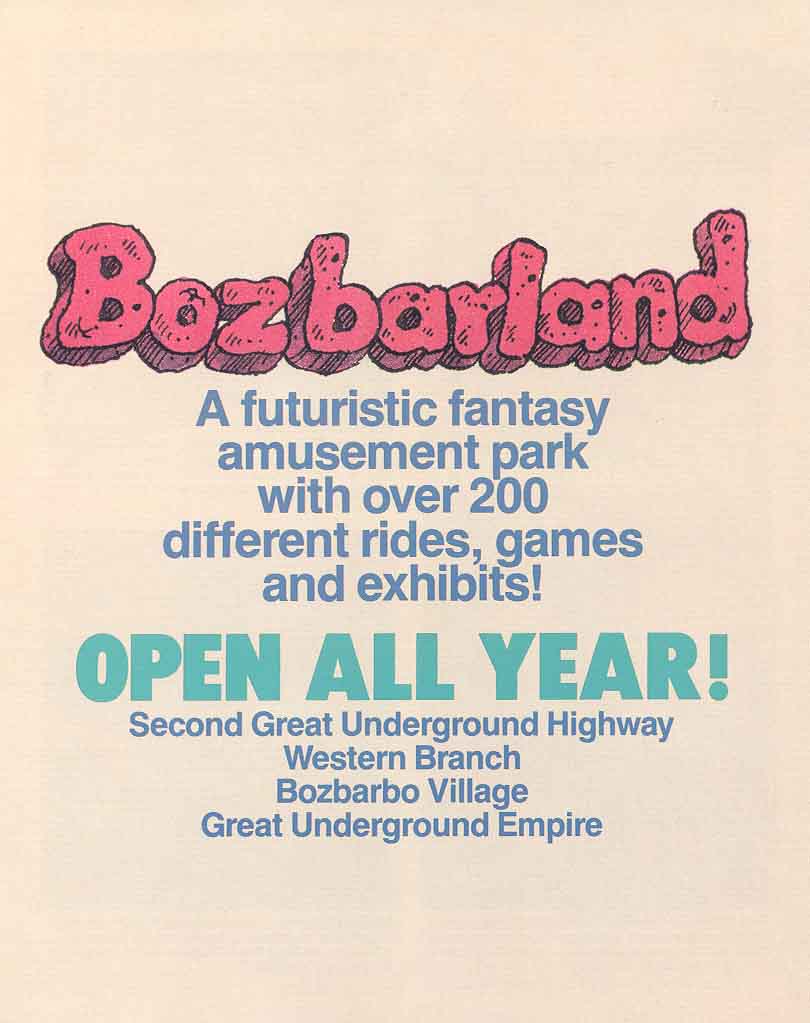 Bozbarland
A futuristic fantasy
amusement park
with over 200
different rides, games
and exhibits!
OPEN ALL YEAR!
Second Great Underground Highway
Western Branch
Bozbarbo Village
Great Underground Empire